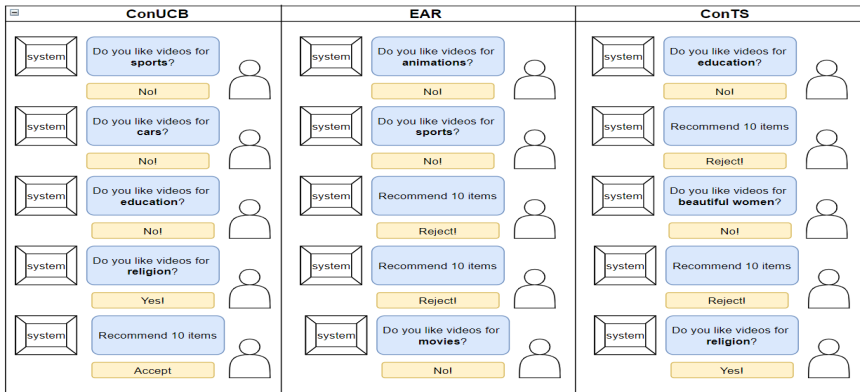 ConUCB
system
Do you like videos for
sports?
No!
system
Do you like videos for
cars?
No!
system
Do you like videos for
education?
No!
system
Do you like videos for
religion?
Yes!
system
Recommend 10 items
Accept
EAR
system
Do you like videos for
animations?
No!
system
Do you like videos for
sports?
No!
system
Recommend 10 items
Reject!
system
Recommend 10 items
Reject!
system
Do you like videos for
movies?
No!
ConTS
system
Do you like videos for
education?
No!
system
Recommend 10 items
Reject!
system
Do you like videos for
beautiful women?
No!
system
Recommend 10 items
Reject!
system
Do you like videos for
religion?
Yes!